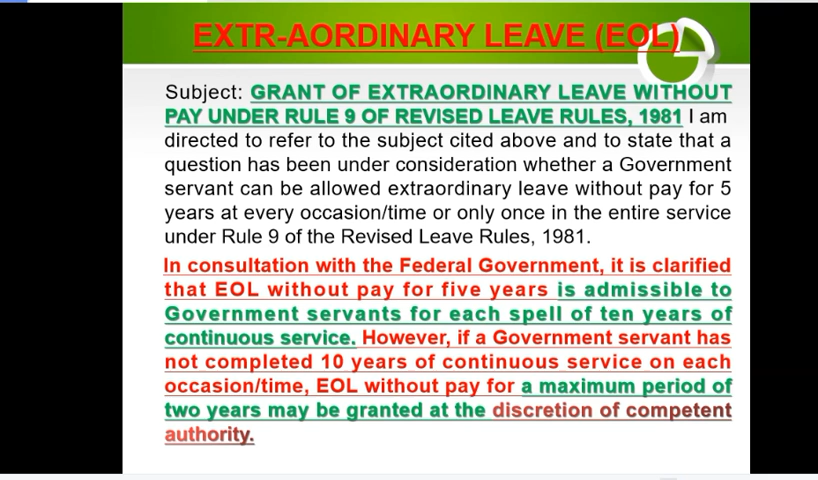 EXTR-AORDINARY LEAVE (EOL)
Subject: GRANT OF EXTRAORDINARY LEAVE WITHOUT
PAY UNDER RULE 9 OF REVISED LEAVE RULES, 1981 I am
directed to refer to the subject cited above and to state that a
question has been under consideration whether a Government
servant can be allowed extraordinary leave without pay for 5
years at every occasion/time or only once in the entire service
under Rule 9 of the Revised Leave Rules, 1981.
In consultation with the Federal Government, it is clarified
that EOL without pay for five years is admissible to
Government servants for each spell of ten years of
continuous service. However, if a Government servant has
not completed 10 years of continuous service on each
occasion/time, EOL without pay for a maximum period of
two years may be granted at the discretion of competent
authority.